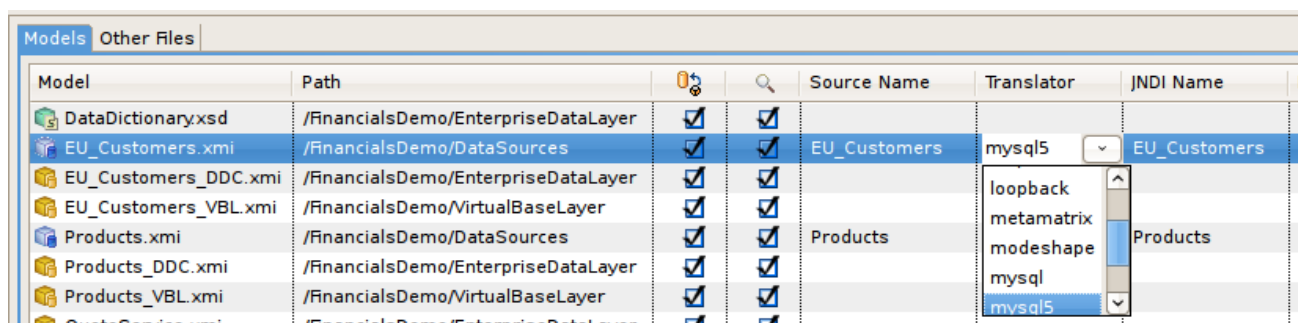 Models Other Files
Model Path Source Name Translator JNDI Name
DataDictionary.xsd /FinancialsDemo/EnterpriseDataLayer
EU_Customers.xmi /FinancialsDemo/DataSources EU_Customers mysql5 EU_Customers
EU_Customers_DDC.xmi /FinancialsDemo/EnterpriseDataLayer
loopback
EU_Customers_VBL.xmi /FinancialsDemo/VirtualBaseLayer
metamatrix
Products.xmi /FinancialsDemo/DataSources Products Products
modeshape
Products_DDC.xmi /FinancialsDemo/EnterpriseDataLayer
mysql
Products_VBL.xmi /FinancialsDemo/VirtualBaseLayer
mysql5